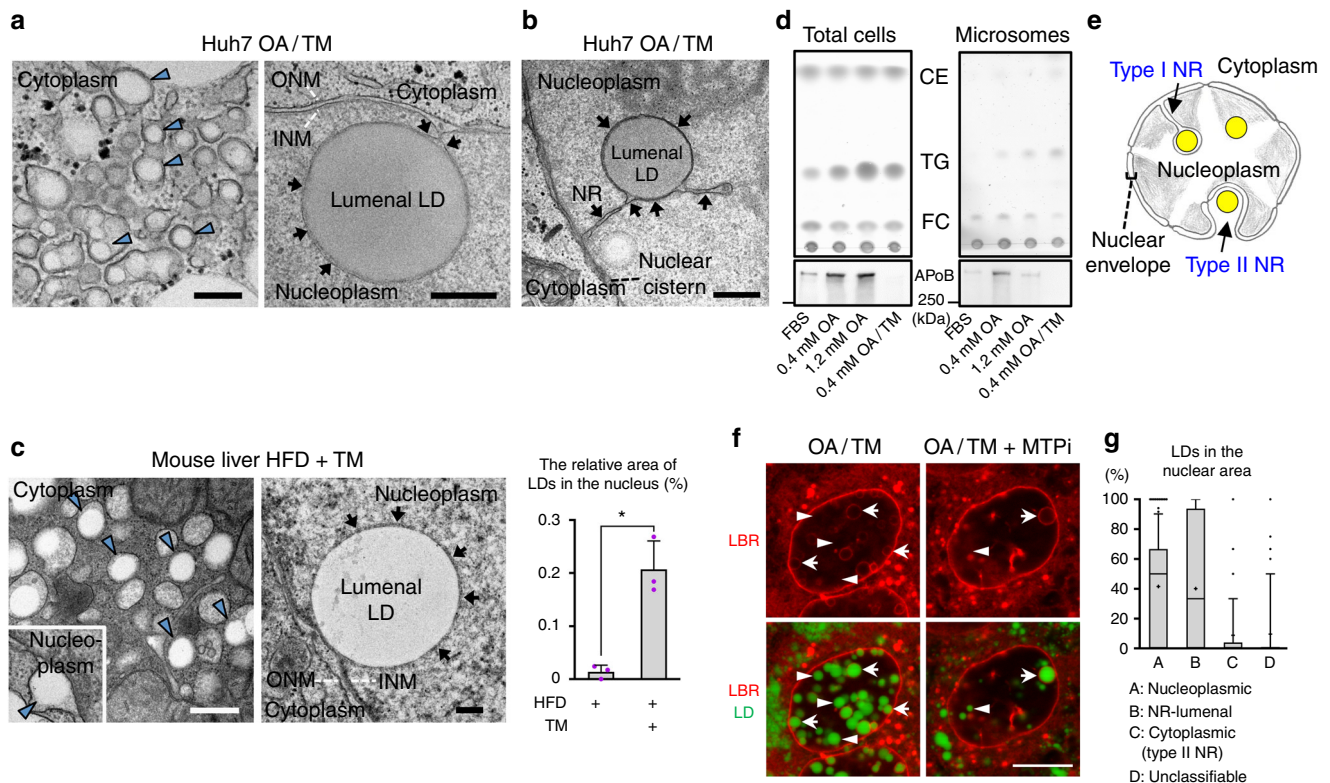 a
Huh7 OA / TM
Cytoplasm
ONM
Cytoplasm
INM
Lumenal LD
Nucleoplasm
b
Huh7 OA / TM
Nucleoplasm
Lumenal
LD
NR
Nuclear
cistern
Cytoplasm
d
Total cells
Microsomes
CE
TG
FC
APoB
250
(kDa)
FBS
0.4 mM OA
1.2 mM OA
0.4 mM OA / TM
FBS
0.4 mM OA
1.2 mM OA
0.4 mM OA / TM
e
Type I NR
Cytoplasm
Nucleoplasm
Nuclear
envelope
Type II NR
c
Mouse liver HFD + TM
Cytoplasm
Nucleo-
plasm
Nucleoplasm
Lumenal
LD
ONM
INM
Cytoplasm
The relative area of
LDs in the nucleus (%)
0.3
0.2
0.1
0
*
HFD + +
TM +
f
OA / TM
OA / TM + MTPi
LBR
LBR
LD
g
(%)
LDs in the
nuclear area
100
80
60
40
20
0
A B C D
A: Nucleoplasmic
B: NR-lumenal
C: Cytoplasmic
(type II NR)
D: Unclassifiable